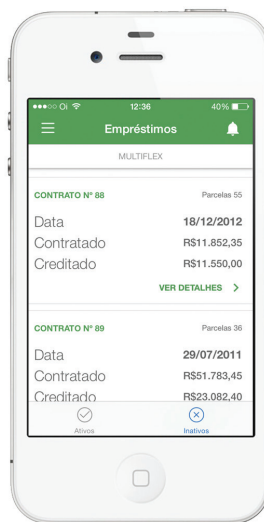 ●●●○○ Oi 12:36 40%
Empréstimos
MULTIFLEX
CONTRATO Nº 88 Parcelas 55
Data 18/12/2012
Contratado R$11.852,35
Creditado R$11.550,00
VER DETALHES >
CONTRATO Nº 89 Parcelas 36
Data 29/07/2011
Contratado R$51.783,45
Creditado R$23.082,40
Ativos Inativos